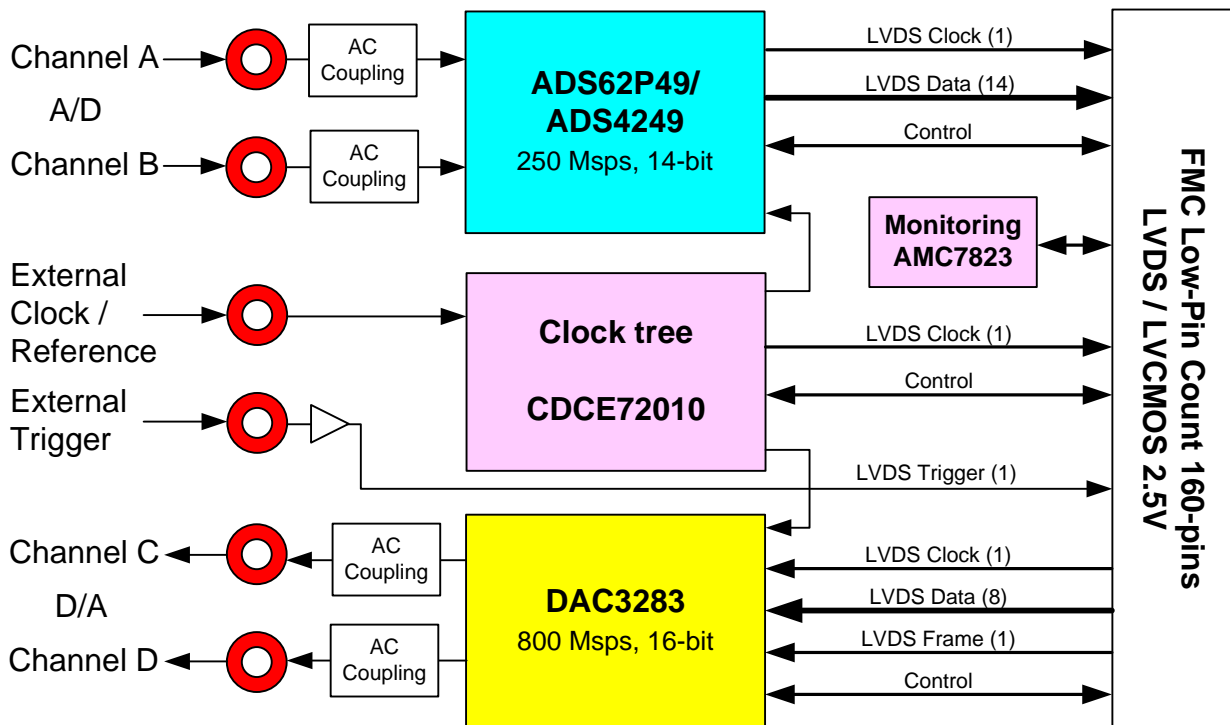 Channel A
A/D
Channel B
AC
Coupling
AC
Coupling
ADS62P49/
ADS4249
250 Msps, 14-bit
LVDS Clock (1)
LVDS Data (14)
Control
Monitoring
AMC7823
External
Clock /
Reference
External
Trigger
Clock tree
CDCE72010
LVDS Clock (1)
Control
LVDS Trigger (1)
Channel C
D/A
Channel D
AC
Coupling
AC
Coupling
DAC3283
800 Msps, 16-bit
LVDS Clock (1)
LVDS Data (8)
LVDS Frame (1)
Control
FMC Low-Pin Count 160-pins
LVDS / LVCMOS 2.5V